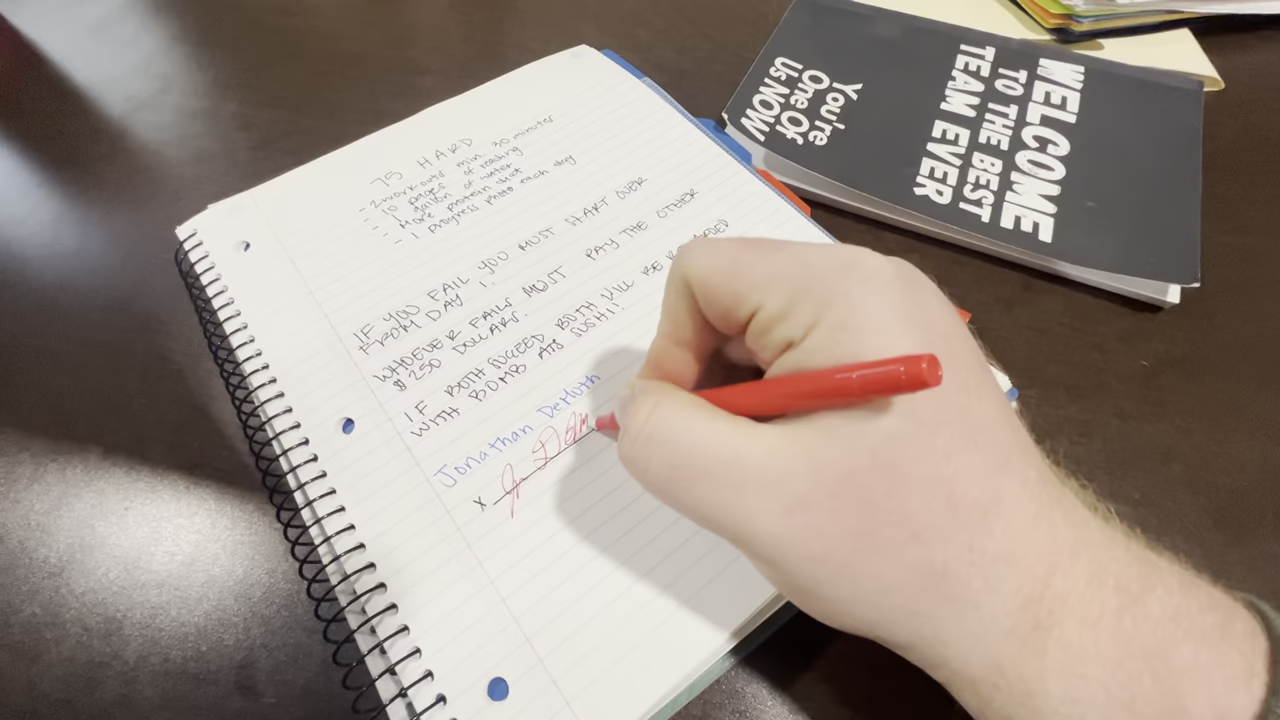 75 HARD
- 2 workouts min 30 minutes
- 10 pages of reading
- 1 gallon of water
- More protein diet
- 1 progress photo each day
IF YOU FAIL YOU MUST START OVER
FROM DAY 1.
WHOEVER FAILS MUST PAY THE OTHER
$250 DOLLARS.
IF BOTH SUCCEED BOTH WILL BE
WITH BOMB ASS SUSHI!
Jonathan DeMuth
x
WELCOME
TO THE BEST
TEAM EVER
You're
One Of
Us NOW